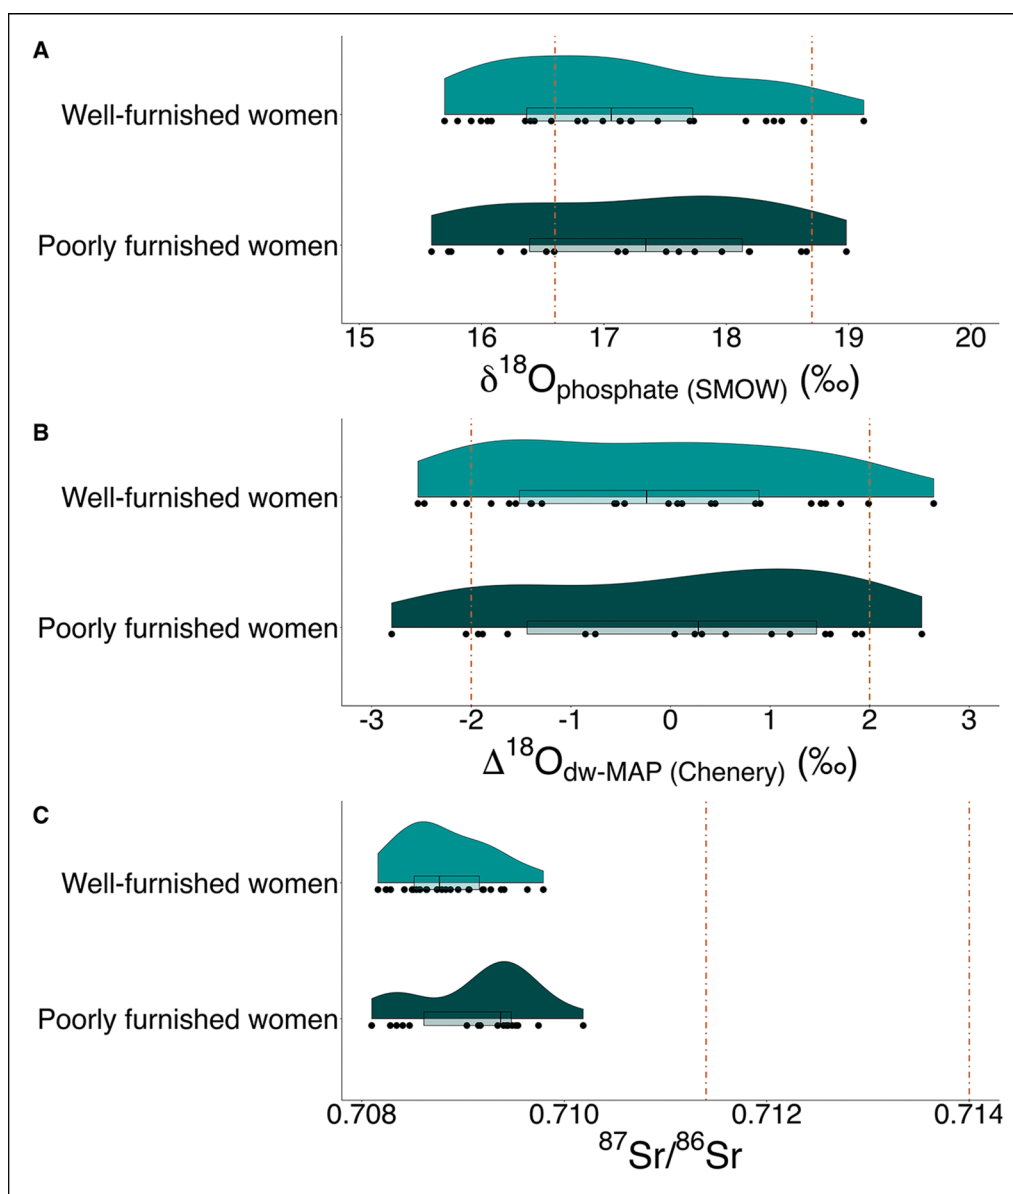 A
Well-furnished women
Poorly furnished women
15 16 17 18 19 20
δ¹⁸Ophosphate (SMOW) (‰)
B
Well-furnished women
Poorly furnished women
-3 -2 -1 0 1 2 3
Δ¹⁸Odw-MAP (Chenery) (‰)
C
Well-furnished women
Poorly furnished women
0.708 0.710 0.712 0.714
⁸⁷Sr/⁸⁶Sr